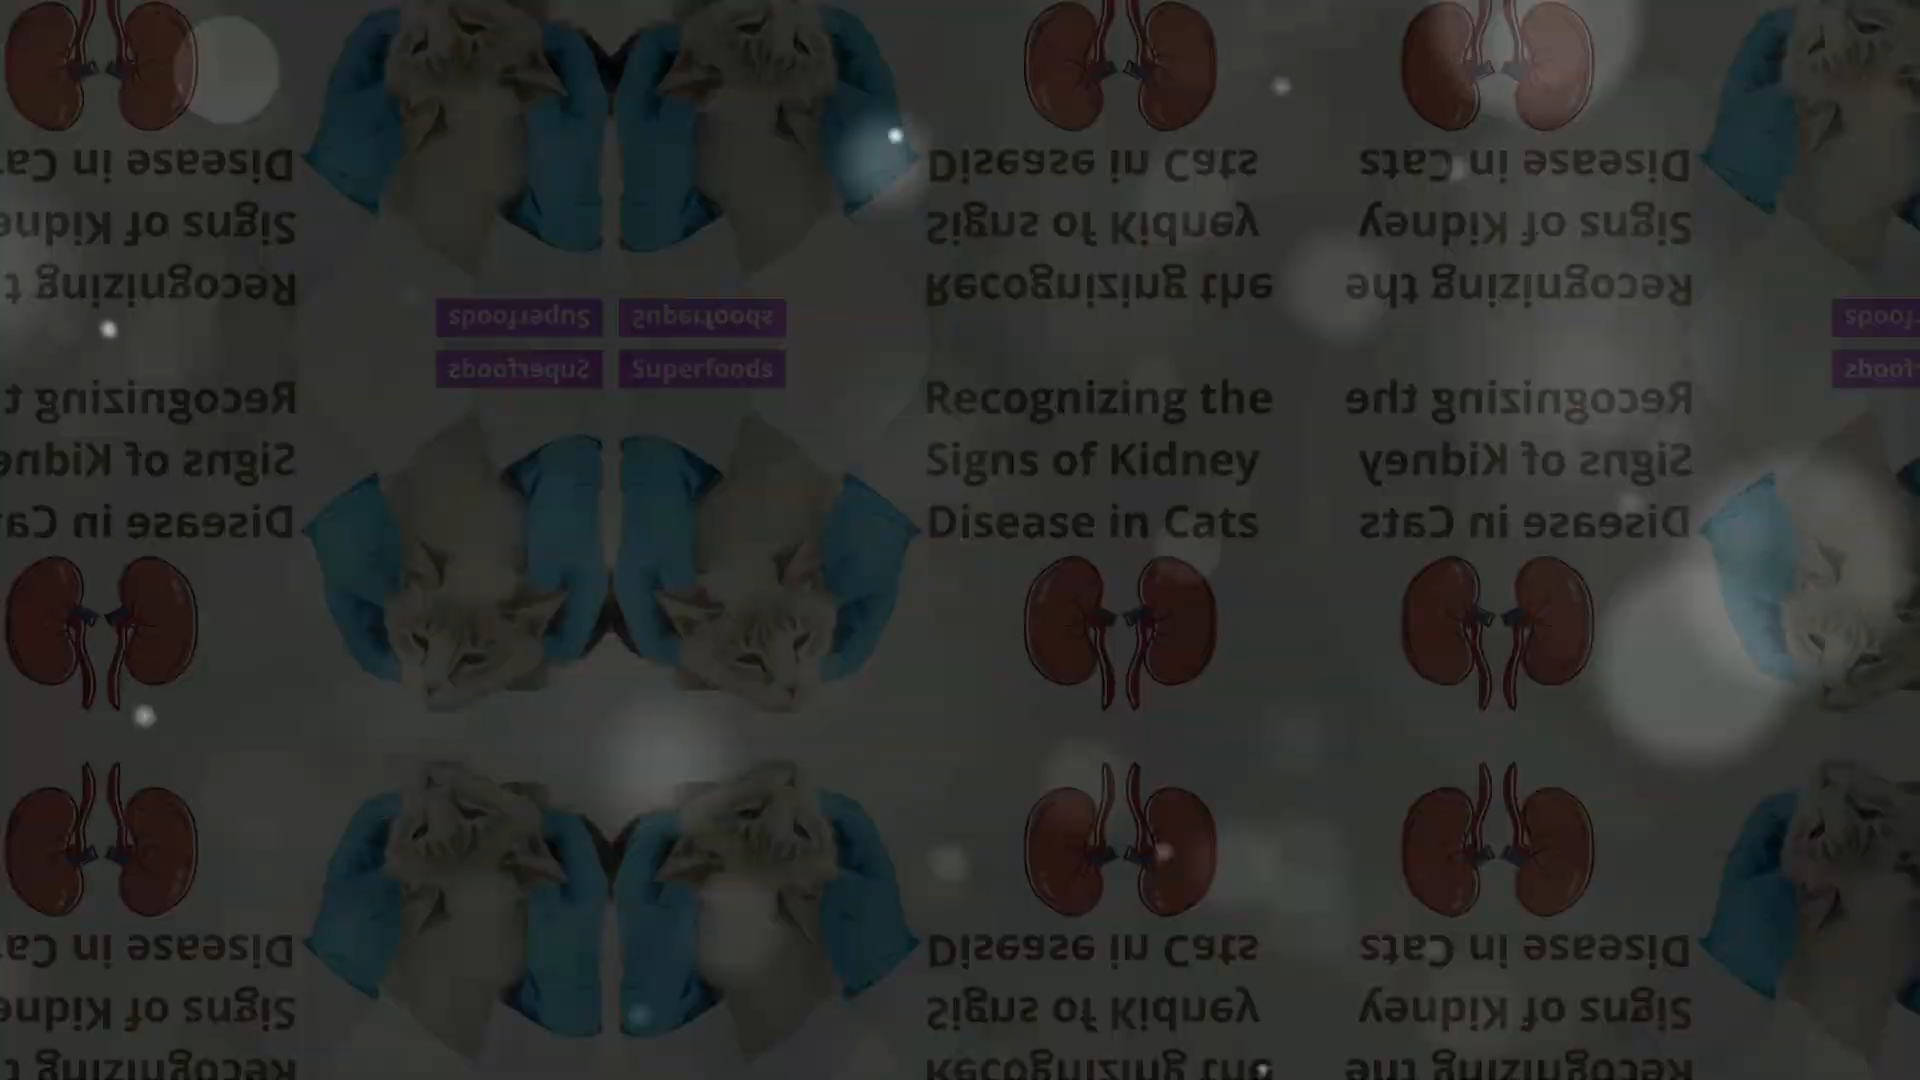 Superfoods
Recognizing the
Signs of Kidney
Disease in Cats